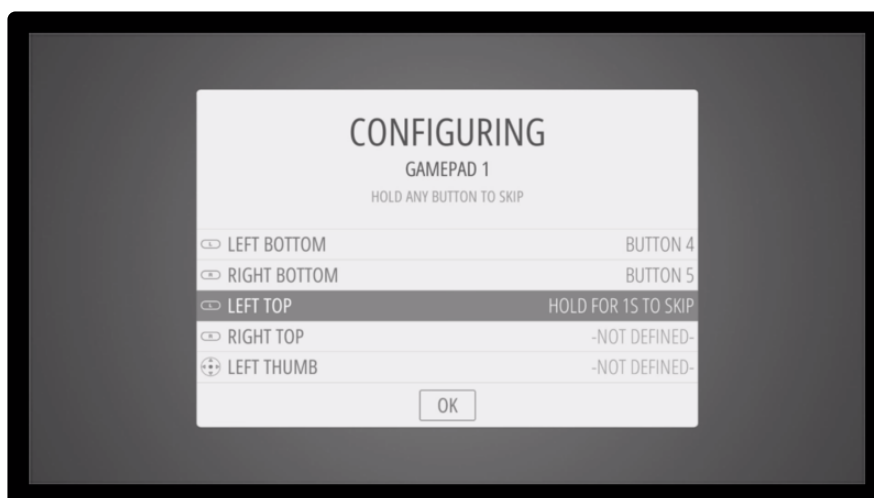 CONFIGURING
GAMEPAD 1
HOLD ANY BUTTON TO SKIP
LEFT BOTTOM BUTTON 4
RIGHT BOTTOM BUTTON 5
LEFT TOP HOLD FOR 1S TO SKIP
RIGHT TOP -NOT DEFINED-
LEFT THUMB -NOT DEFINED-
OK